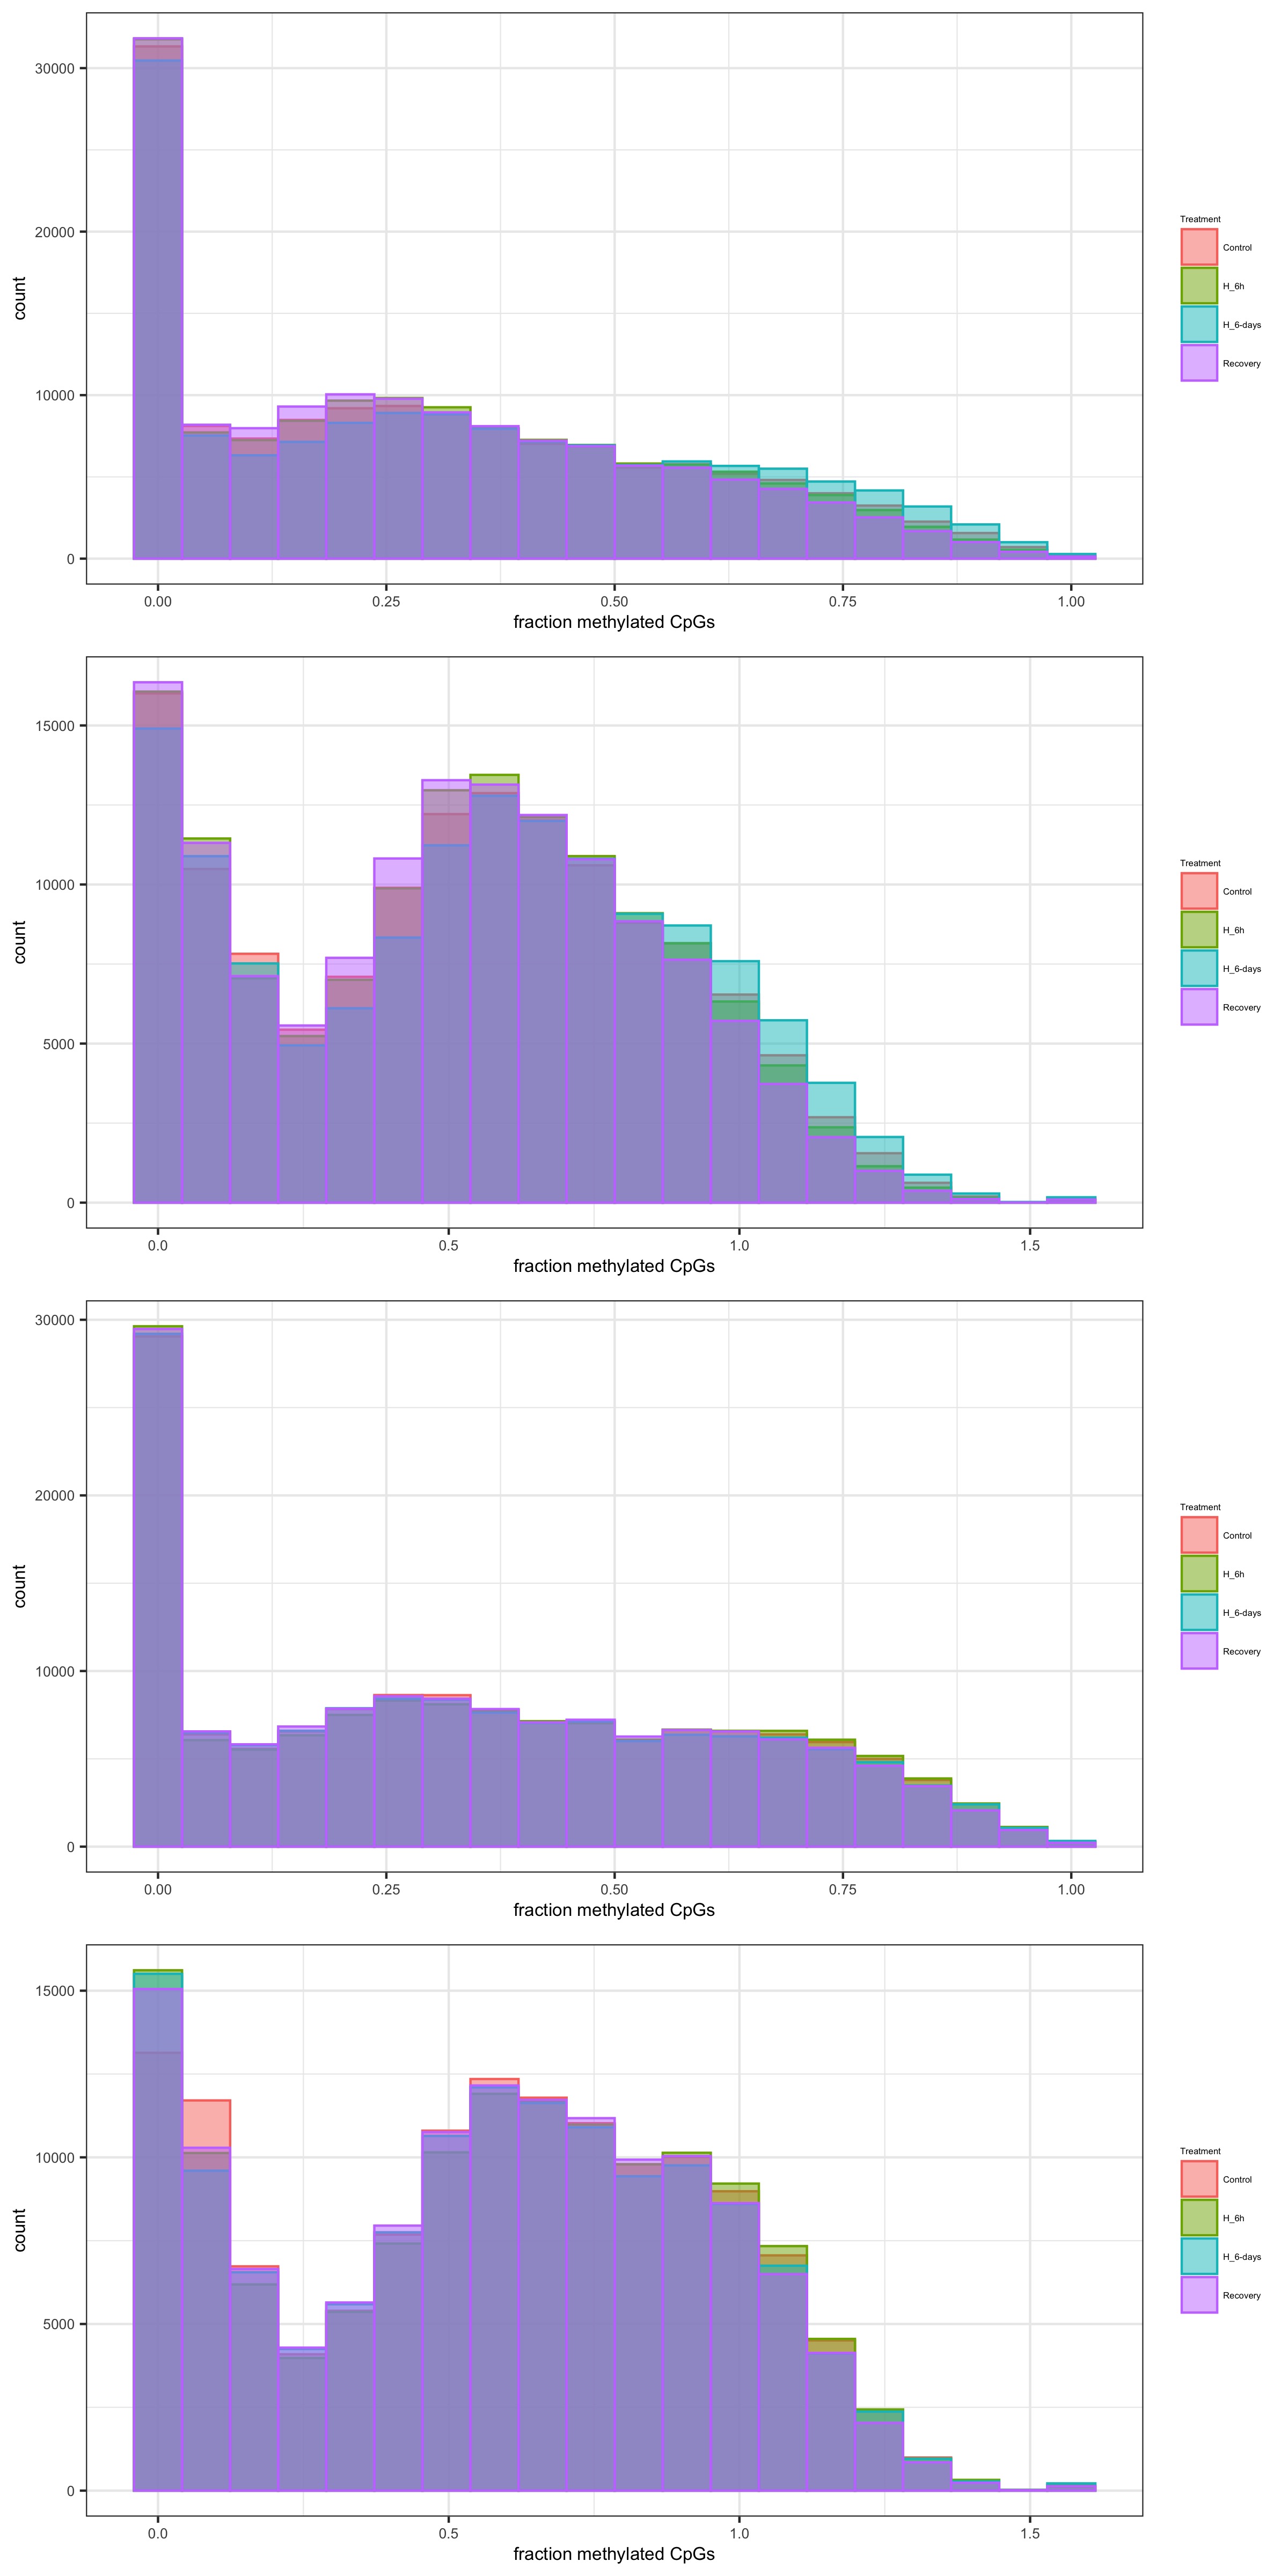 30000
20000
10000
0
count
0.00 0.25 0.50 0.75 1.00
fraction methylated CpGs
Treatment
Control
H_6h
H_6-days
Recovery
15000
10000
5000
0
count
0.0 0.5 1.0 1.5
fraction methylated CpGs
Treatment
Control
H_6h
H_6-days
Recovery
30000
20000
10000
0
count
0.00 0.25 0.50 0.75 1.00
fraction methylated CpGs
Treatment
Control
H_6h
H_6-days
Recovery
15000
10000
5000
0
count
0.0 0.5 1.0 1.5
fraction methylated CpGs
Treatment
Control
H_6h
H_6-days
Recovery